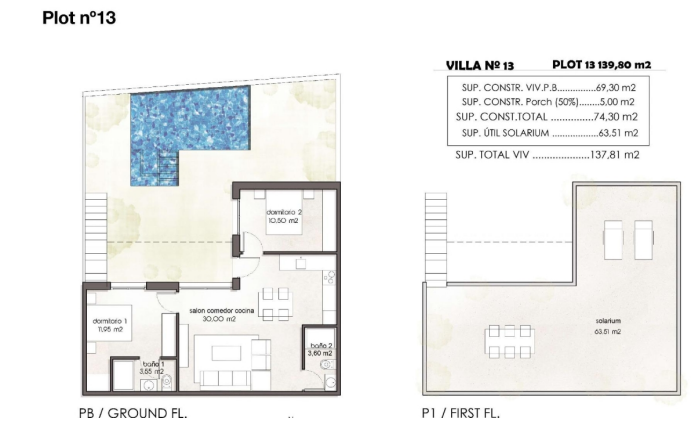 Plot nº13
VILLA Nº 13 PLOT 13 139,80 m2
SUP. CONSTR. VIV.P.B..............69,30 m2
SUP. CONSTR. Porch (50%).......5,00 m2
SUP. CONST.TOTAL ...............74,30 m2
SUP. ÚTIL SOLARIUM ..................63.51 m2
SUP. TOTAL VIV ....................137,81 m2
dormitorio 2
10.50 m2
dormitorio 1
11,95 m2
salon comedor cocina
30.00 m2
baño 1
3,55 m2
baño 2
3,60 m2
solarium
63.51 m2
PB / GROUND FL.
P1 / FIRST FL.